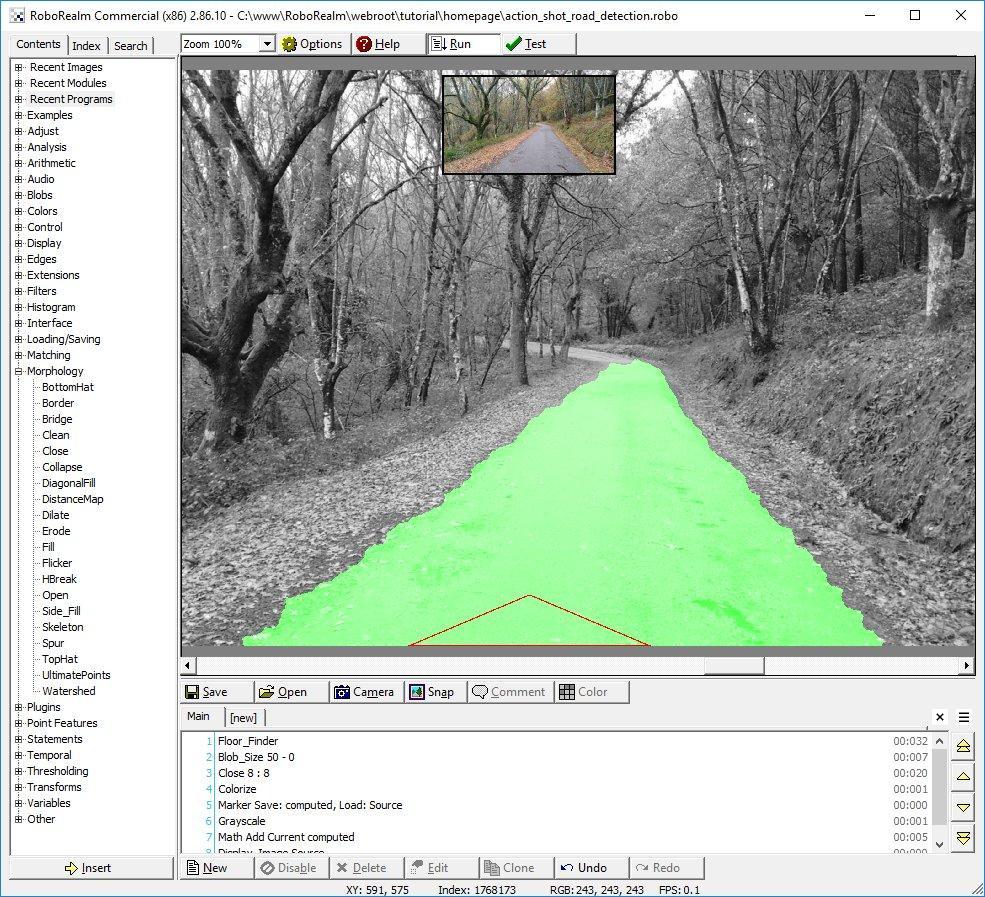 RoboRealm Commercial (x86) 2.86.10 - C:\www\RoboRealm\webroot\tutorial\homepage\action_shot_road_detection.robo
Contents Index Search Zoom 100% Options Help Run Test
Recent Images
Recent Modules
Recent Programs
Examples
Adjust
Analysis
Arithmetic
Audio
Blobs
Colors
Control
Display
Edges
Extensions
Filters
Histogram
Interface
Loading/Saving
Matching
Morphology
BottomHat
Border
Bridge
Clean
Close
Collapse
DiagonalFill
DistanceMap
Dilate
Erode
Fill
Flicker
HBreak
Open
Side_Fill
Skeleton
Spur
TopHat
UltimatePoints
Watershed
Plugins
Point Features
Statements
Temporal
Thresholding
Transforms
Variables
Other
Insert
Save Open Camera Snap Comment Color
Main [new]
1 Floor_Finder 00:032
2 Blob_Size 50 - 0 00:007
3 Close 8 : 8 00:020
4 Colorize 00:001
5 Marker Save: computed, Load: Source 00:000
6 Grayscale 00:001
7 Math Add Current computed 00:005
8 Display_Image Source 00:000
New Disable Delete Edit Clone Undo Redo
XY: 591, 575 Index: 1768173 RGB: 243, 243, 243 FPS: 0.1